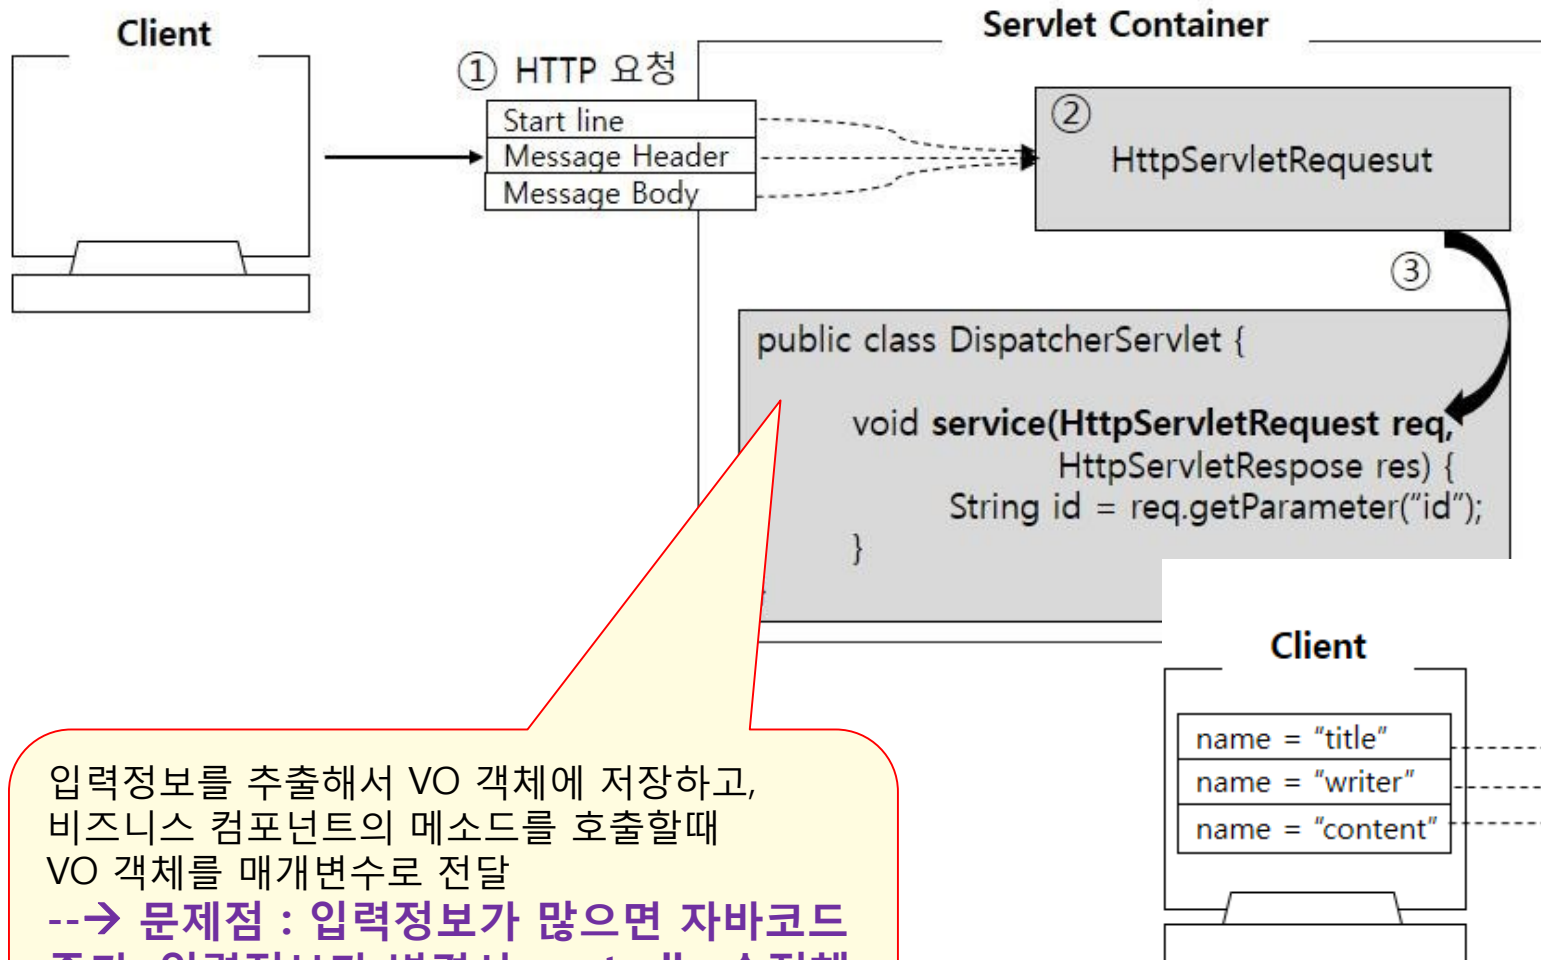 Client
Servlet Container
① HTTP 요청
Start line
Message Header
Message Body
②
HttpServletRequesut
③
public class DispatcherServlet {
void service(HttpServletRequest req,
HttpServletRespose res) {
String id = req.getParameter("id");
}
Client
name = "title"
name = "writer"
name = "content"
입력정보를 추출해서 VO 객체에 저장하고,
비즈니스 컴포넌트의 메소드를 호출할때
VO 객체를 매개변수로 전달
--→ 문제점 : 입력정보가 많으면 자바코드